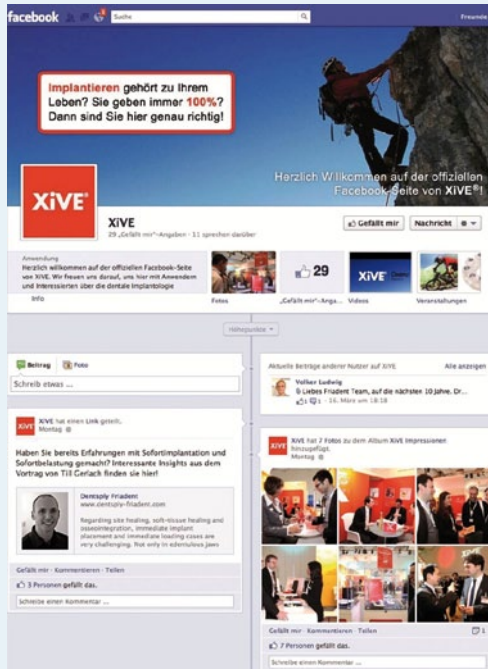 facebook
Suche
Freunde
Implantieren gehört zu Ihrem
Leben? Sie geben immer 100%?
Dann sind Sie hier genau richtig!
Herzlich Willkommen auf der offiziellen
Facebook-Seite von XiVE®!
XiVE®
XiVE
29 „Gefällt mir“-Angaben · 11 sprechen darüber
Gefällt mir
Nachricht
Anwendung
Herzlich willkommen auf der offiziellen Facebook-Seite
von XiVE. Wir freuen uns darauf, uns hier mit Anwendern
und Interessierten über die dentale Implantologie
Info
Fotos
29
„Gefällt mir“-Anga...
XiVE
Videos
Veranstaltungen
Höhepunkte
Beitrag
Foto
Schreib etwas ...
XiVE
XiVE hat einen Link geteilt.
Montag
Haben Sie bereits Erfahrungen mit Sofortimplantation und
Sofortbelastung gemacht? Interessante Insights aus dem
Vortrag von Till Gerlach finden sie hier!
Dentsply Friadent
www.dentsply-friadent.com
Regarding site healing, soft-tissue healing and
osseointegration, immediate implant
placement and immediate loading cases are
very challenging. Not only in edentulous jaws
Gefällt mir · Kommentieren · Teilen
3 Personen gefällt das.
Schreibe einen Kommentar ...
Aktuelle Beiträge anderer Nutzer auf XiVE
Alle anzeigen
Volker Ludwig
Liebes Friadent Team, auf die nächsten 10 Jahre. Dr...
1 1 · 16. März um 18:18
XiVE
XiVE hat 7 Fotos zu dem Album XiVE Impressionen
hinzugefügt.
Montag
XiVE
Gefällt mir · Kommentieren · Teilen
1
7 Personen gefällt das.
Schreibe einen Kommentar ...